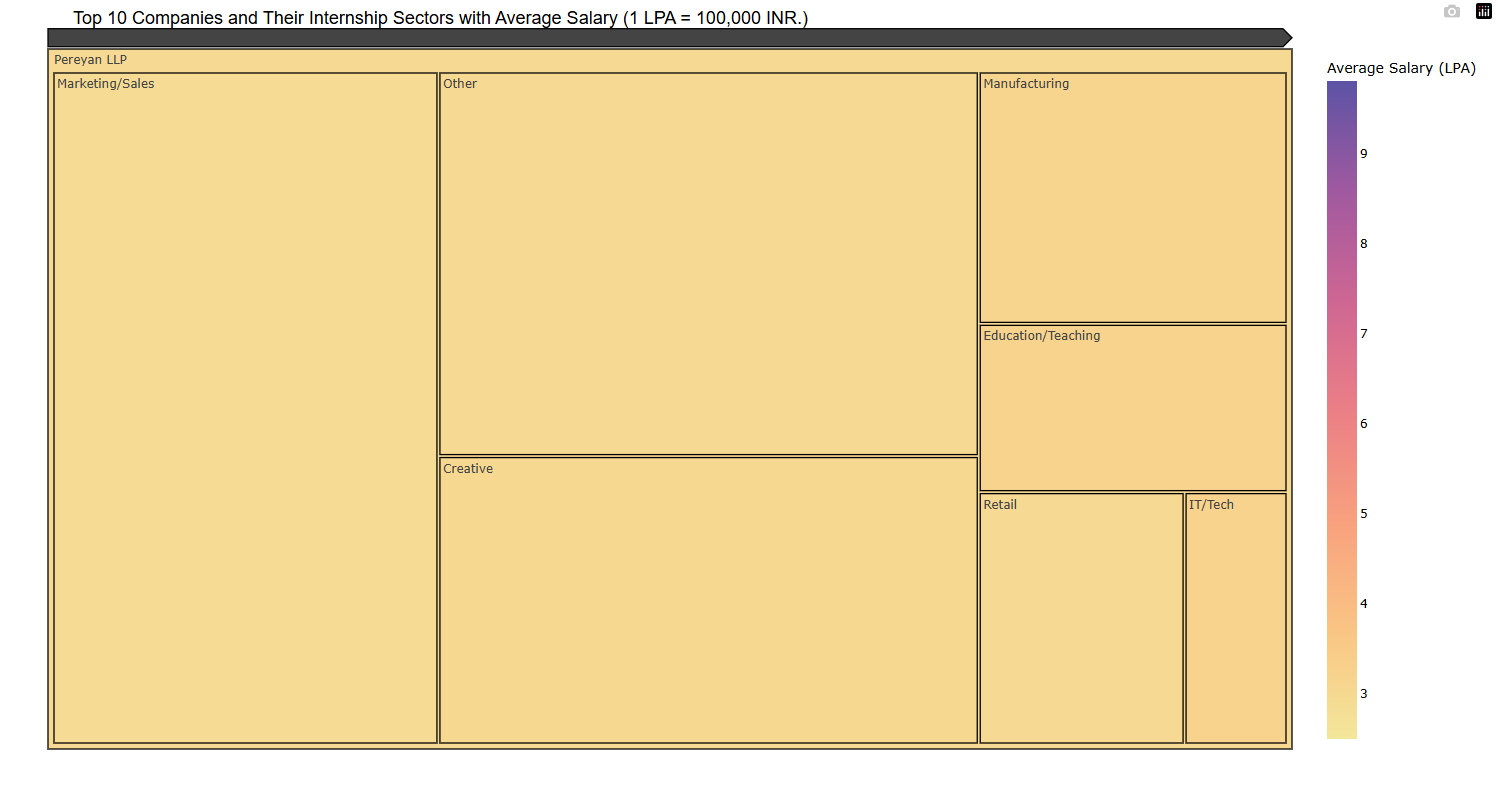 Top 10 Companies and Their Internship Sectors with Average Salary (1 LPA = 100,000 INR.)
Pereyan LLP
Marketing/Sales
Other
Manufacturing
Education/Teaching
Creative
Retail
IT/Tech
Average Salary (LPA)
9
8
7
6
5
4
3